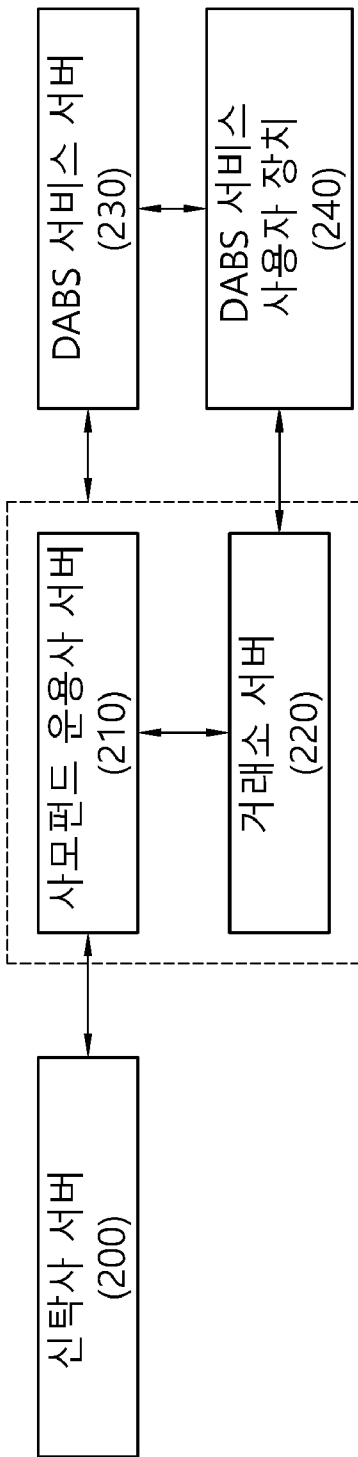 신탁사 서버
(200)
사모펀드 운용사 서버
(210)
거래소 서버
(220)
DABS 서비스 서버
(230)
DABS 서비스
사용자 장치
(240)